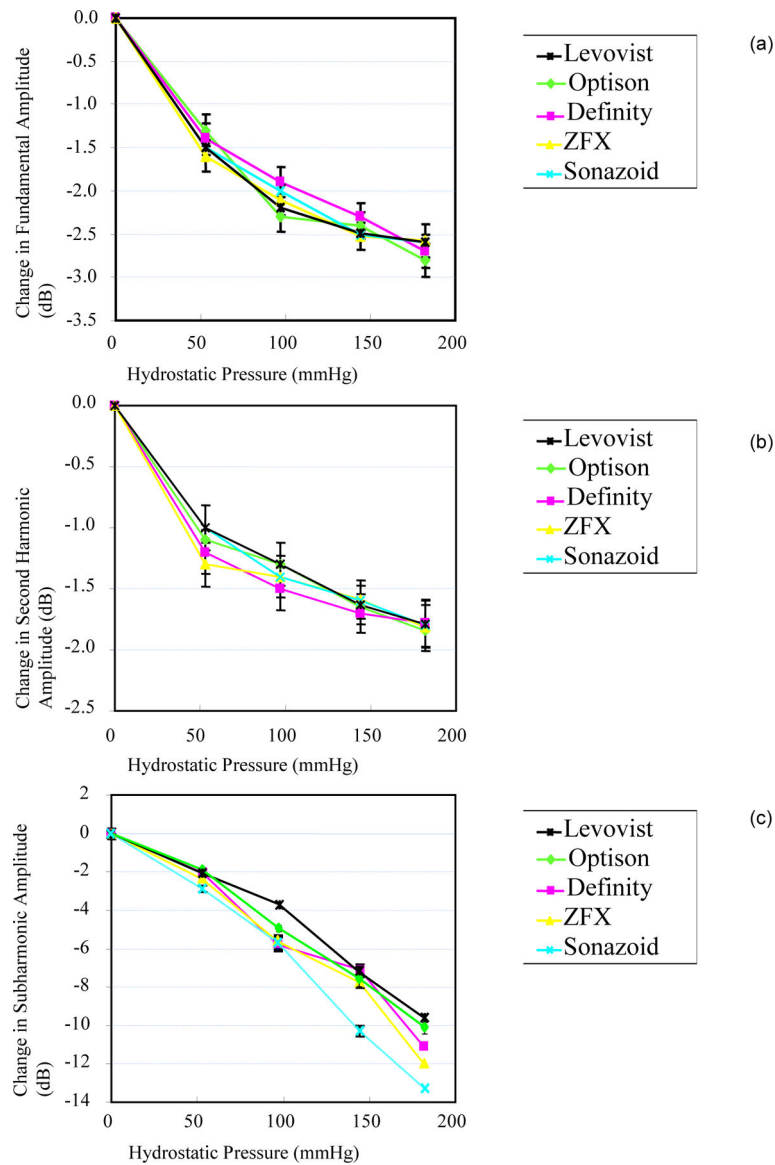 0.0
-0.5
-1.0
-1.5
-2.0
-2.5
-3.0
-3.5
0 50 100 150 200
Change in Fundamental Amplitude
(dB)
Hydrostatic Pressure (mmHg)
Levovist
Optison
Definity
ZFX
Sonazoid
(a)
0.0
-0.5
-1.0
-1.5
-2.0
-2.5
0 50 100 150 200
Change in Second Harmonic
Amplitude (dB)
Hydrostatic Pressure (mmHg)
Levovist
Optison
Definity
ZFX
Sonazoid
(b)
2
0
-2
-4
-6
-8
-10
-12
-14
0 50 100 150 200
Change in Subharmonic Amplitude
(dB)
Hydrostatic Pressure (mmHg)
Levovist
Optison
Definity
ZFX
Sonazoid
(c)